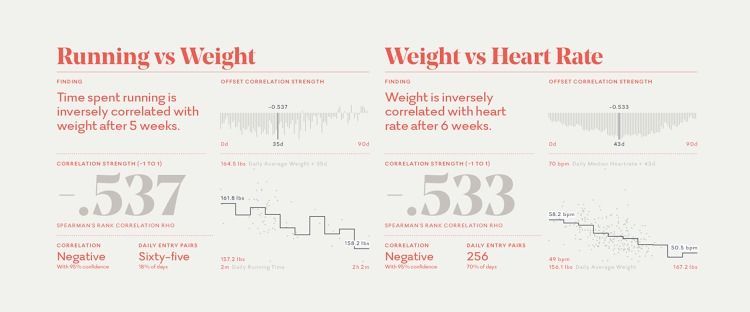 Running vs Weight
FINDING
Time spent running is
inversely correlated with
weight after 5 weeks.
OFFSET CORRELATION STRENGTH
-0.537
0d
35d
90d
CORRELATION STRENGTH (-1 TO 1)
-.537
SPEARMAN'S RANK CORRELATION RHO
CORRELATION
Negative
With 95% confidence
DAILY ENTRY PAIRS
Sixty-five
18% of days
164.5 lbs Daily Average Weight + 35d
161.8 lbs
158.2 lbs
157.2 lbs
2m Daily Running Time
2h 2m
Weight vs Heart Rate
FINDING
Weight is inversely
correlated with heart
rate after 6 weeks.
OFFSET CORRELATION STRENGTH
-0.533
0d
43d
90d
CORRELATION STRENGTH (-1 TO 1)
-.533
SPEARMAN'S RANK CORRELATION RHO
CORRELATION
Negative
With 95% confidence
DAILY ENTRY PAIRS
256
70% of days
70 bpm Daily Median Heartrate + 43d
58.2 bpm
50.5 bpm
49 bpm
156.1 lbs Daily Average Weight
167.2 lbs